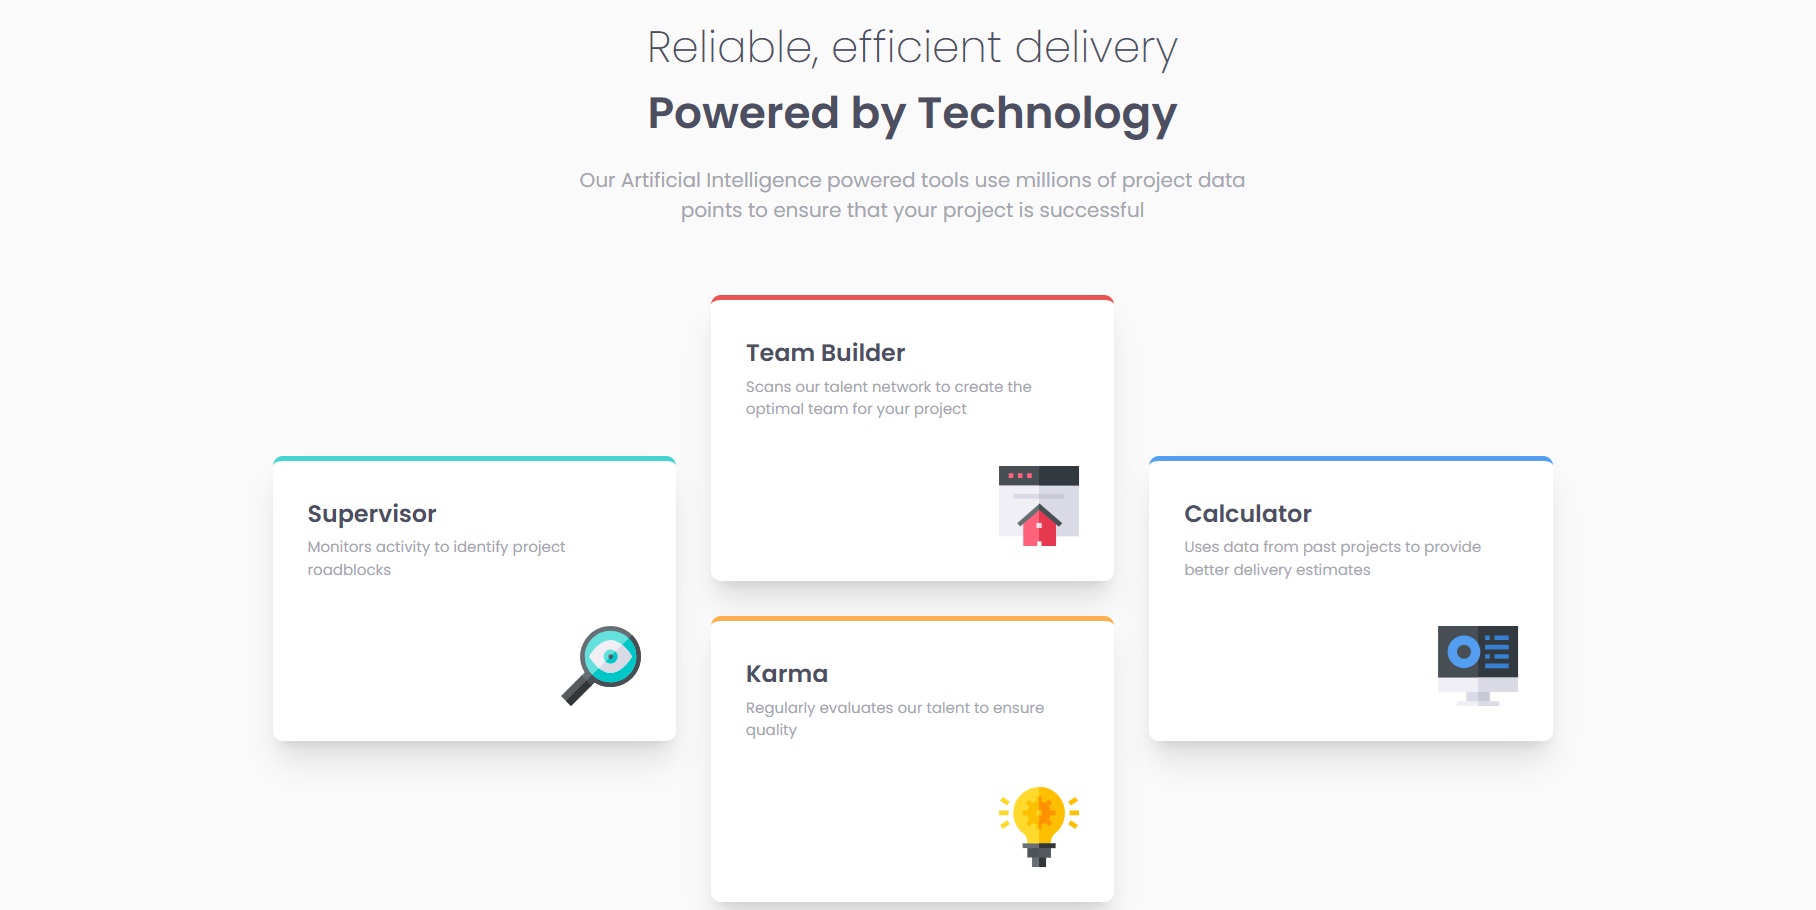 Reliable, efficient delivery
Powered by Technology
Our Artificial Intelligence powered tools use millions of project data
points to ensure that your project is successful
Team Builder
Scans our talent network to create the
optimal team for your project
Supervisor
Monitors activity to identify project
roadblocks
Calculator
Uses data from past projects to provide
better delivery estimates
Karma
Regularly evaluates our talent to ensure
quality